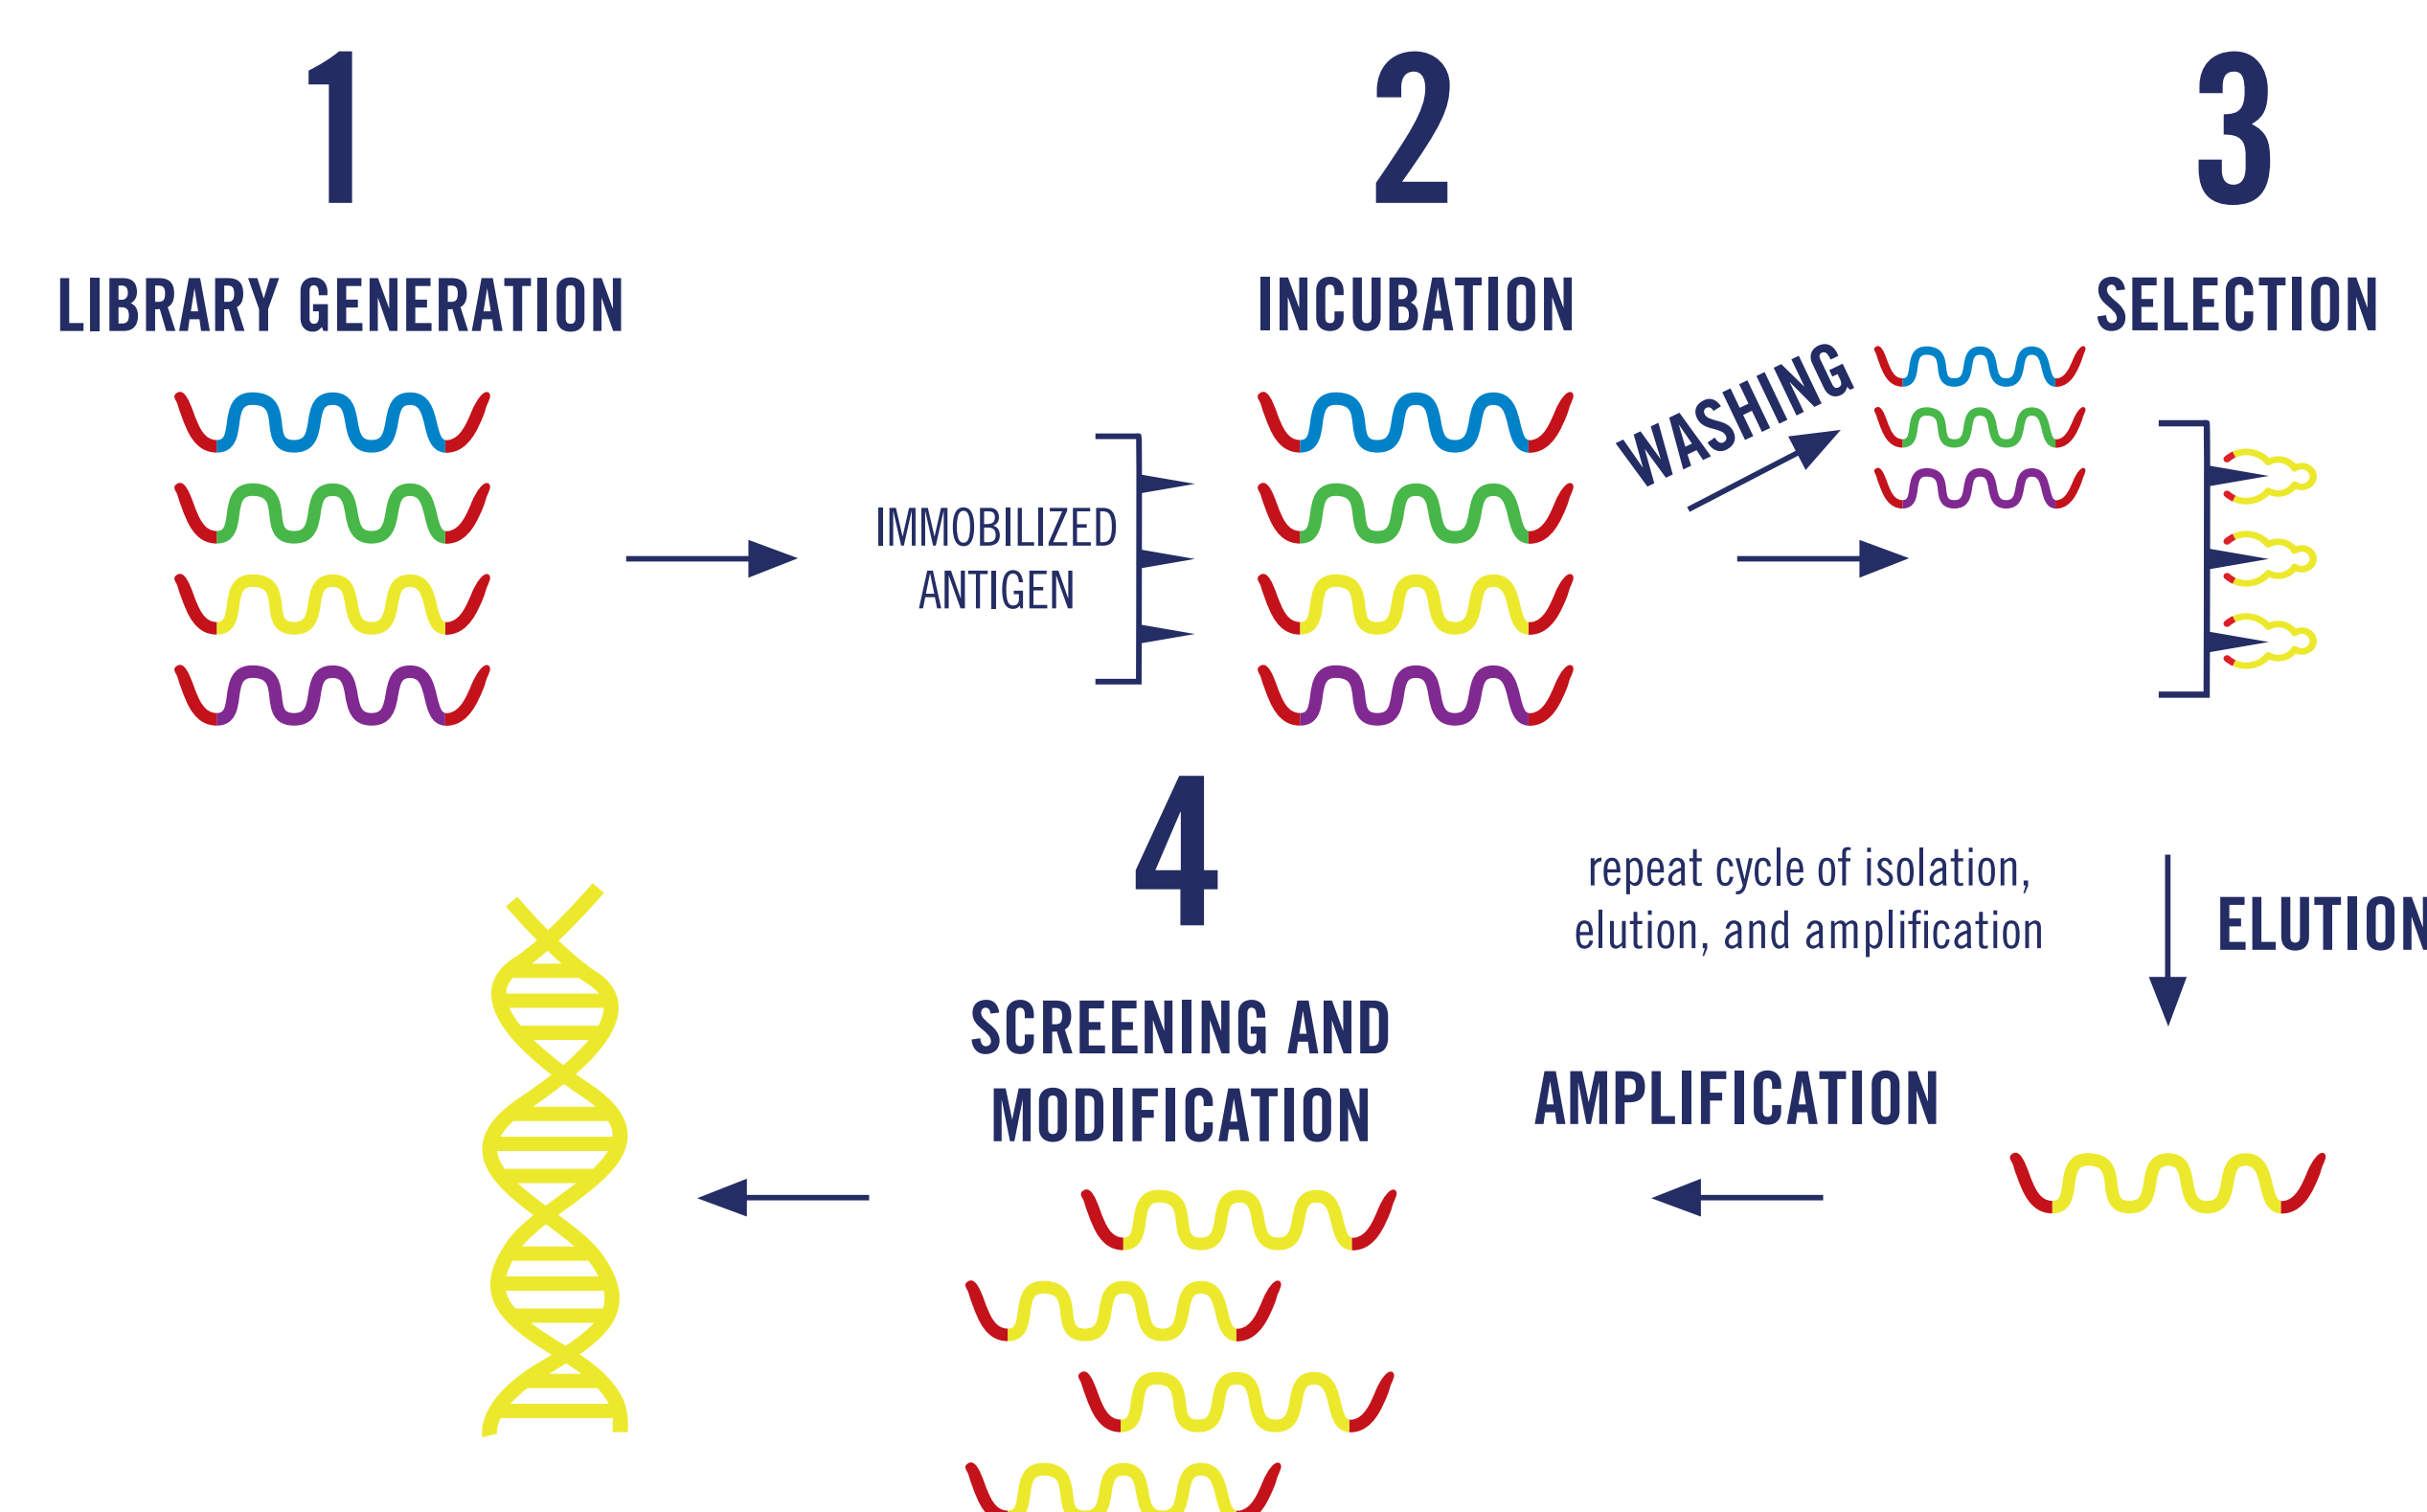 1
LIBRARY GENERATION
2
INCUBATION
IMMOBILIZED
ANTIGEN
WASHING
3
SELECTION
ELUTION
repeat cycle of isolation,
elution, and amplification
AMPLIFICATION
4
SCREENING AND
MODIFICATION